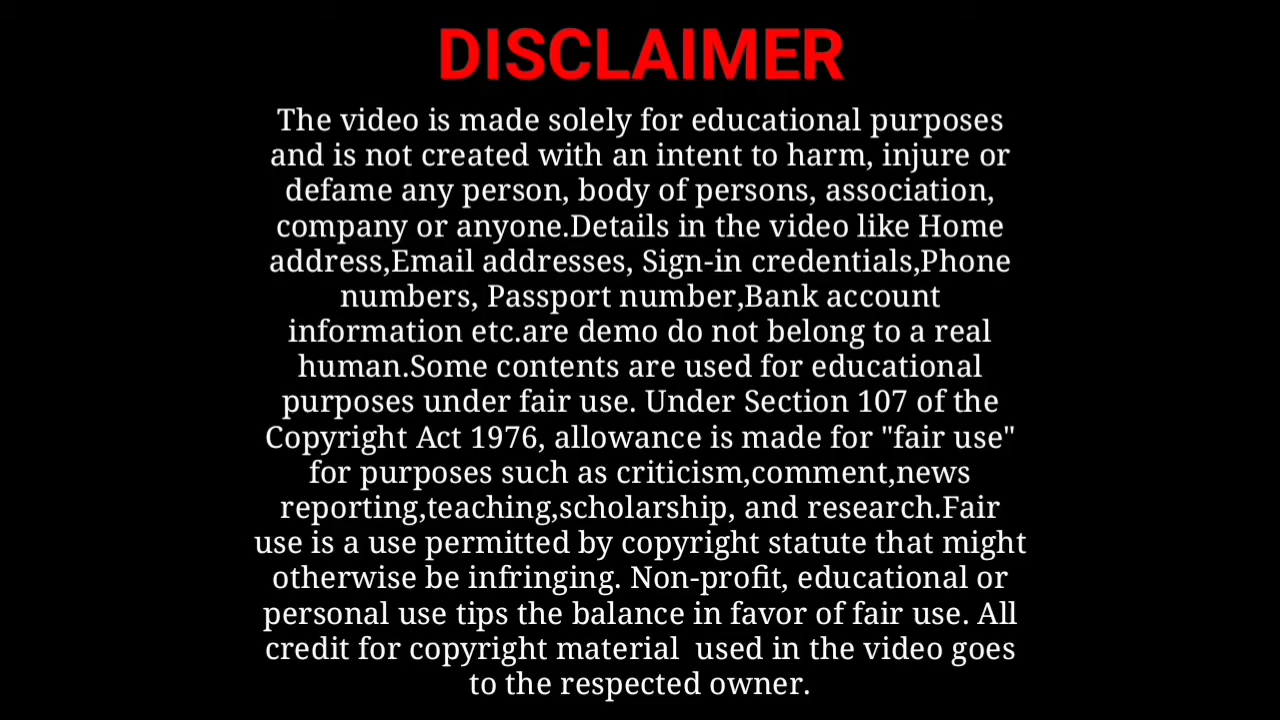 DISCLAIMER
The video is made solely for educational purposes
and is not created with an intent to harm, injure or
defame any person, body of persons, association,
company or anyone.Details in the video like Home
address,Email addresses, Sign-in credentials,Phone
numbers, Passport number,Bank account
information etc.are demo do not belong to a real
human.Some contents are used for educational
purposes under fair use. Under Section 107 of the
Copyright Act 1976, allowance is made for "fair use"
for purposes such as criticism,comment,news
reporting,teaching,scholarship, and research.Fair
use is a use permitted by copyright statute that might
otherwise be infringing. Non-profit, educational or
personal use tips the balance in favor of fair use. All
credit for copyright material  used in the video goes
to the respected owner.